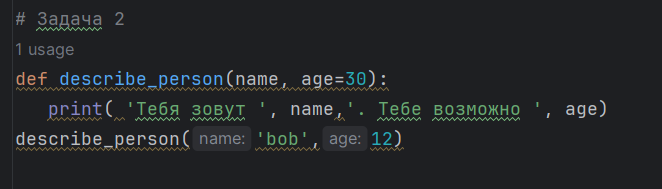 # Задача 2
1 usage
def describe_person(name, age=30):
print( 'Тебя зовут ', name,'. Тебе возможно ', age)
describe_person( name: 'bob', age: 12)